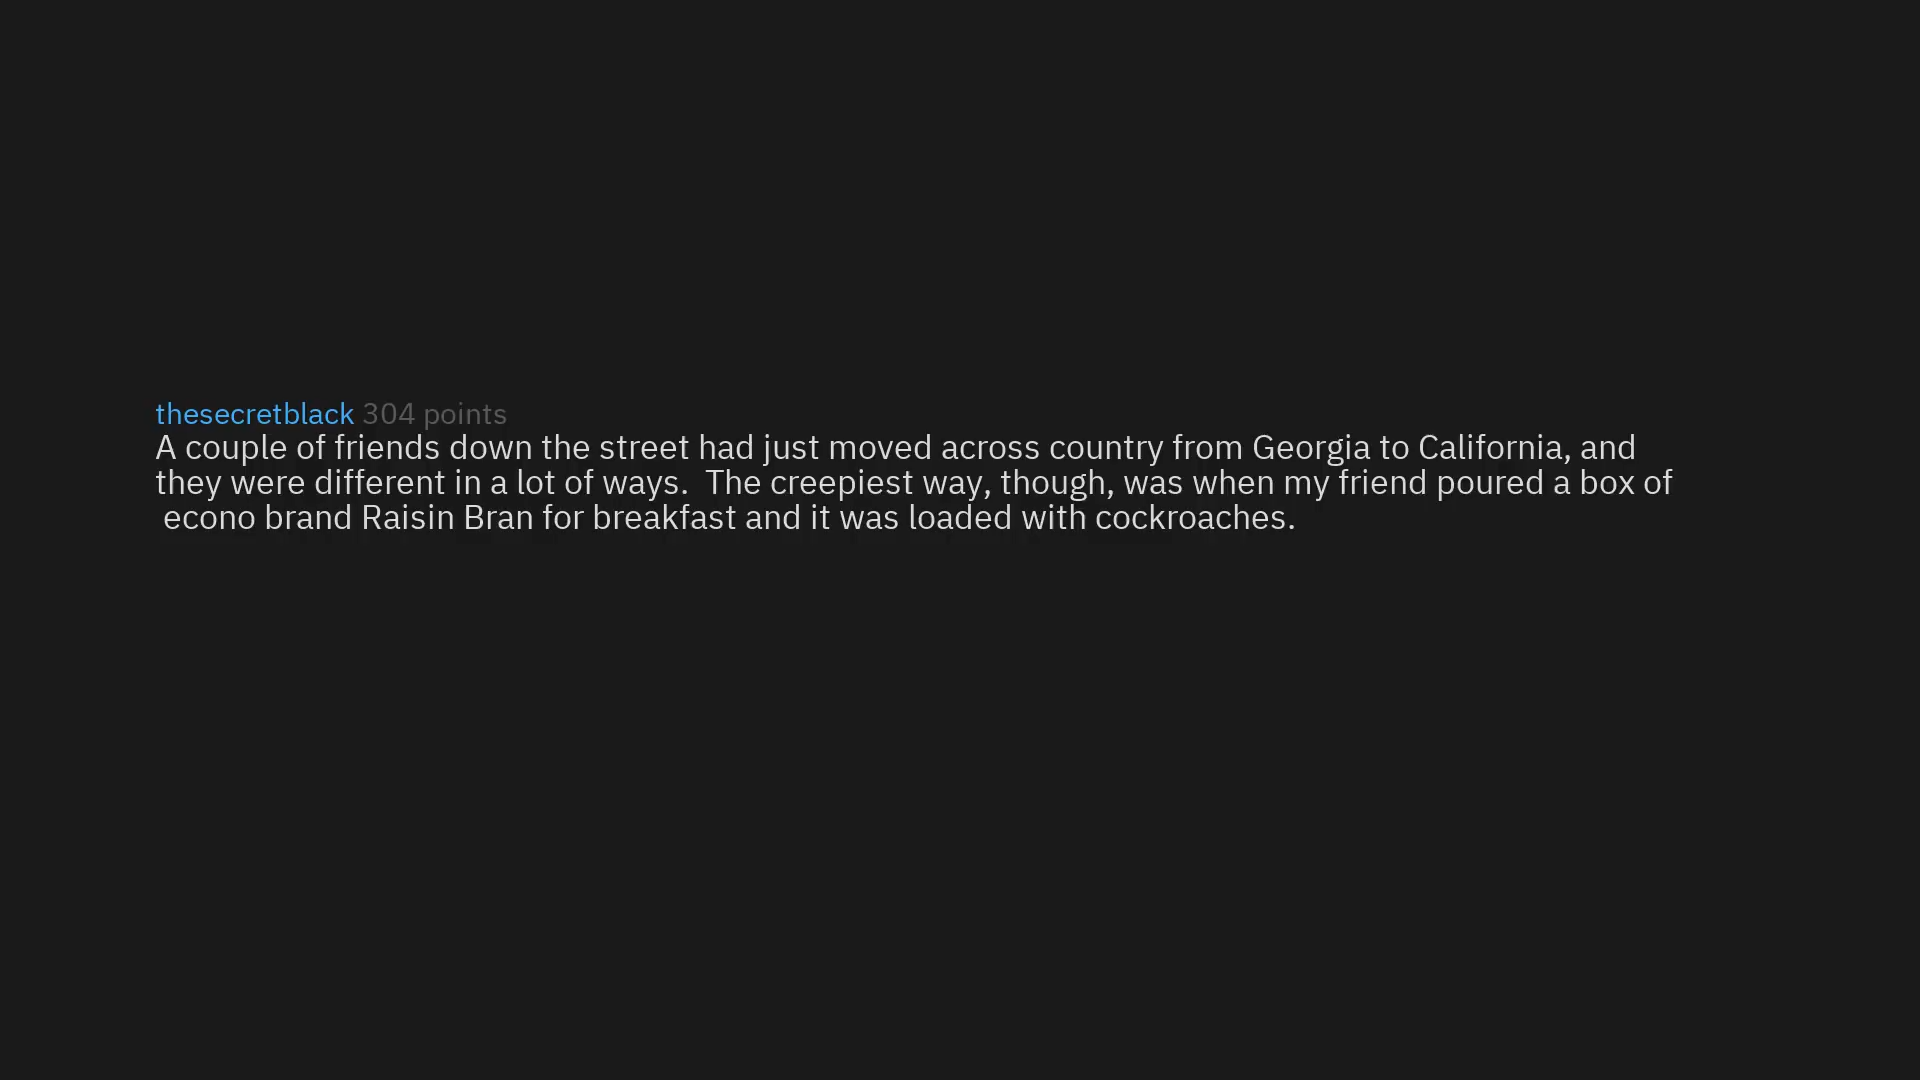 thesecretblack 304 points
A couple of friends down the street had just moved across country from Georgia to California, and
they were different in a lot of ways.  The creepiest way, though, was when my friend poured a box of
econo brand Raisin Bran for breakfast and it was loaded with cockroaches.